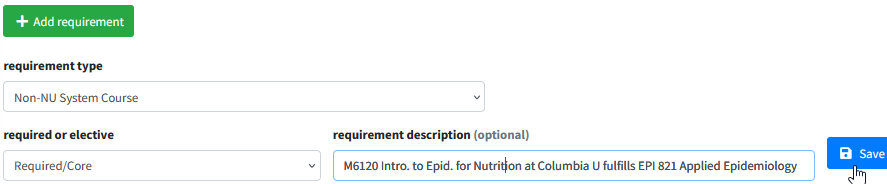 + Add requirement
requirement type
Non-NU System Course
required or elective
requirement description (optional)
Required/Core
M6120 Intro. to Epid. for Nutrition at Columbia U fulfills EPI 821 Applied Epidemiology
Save